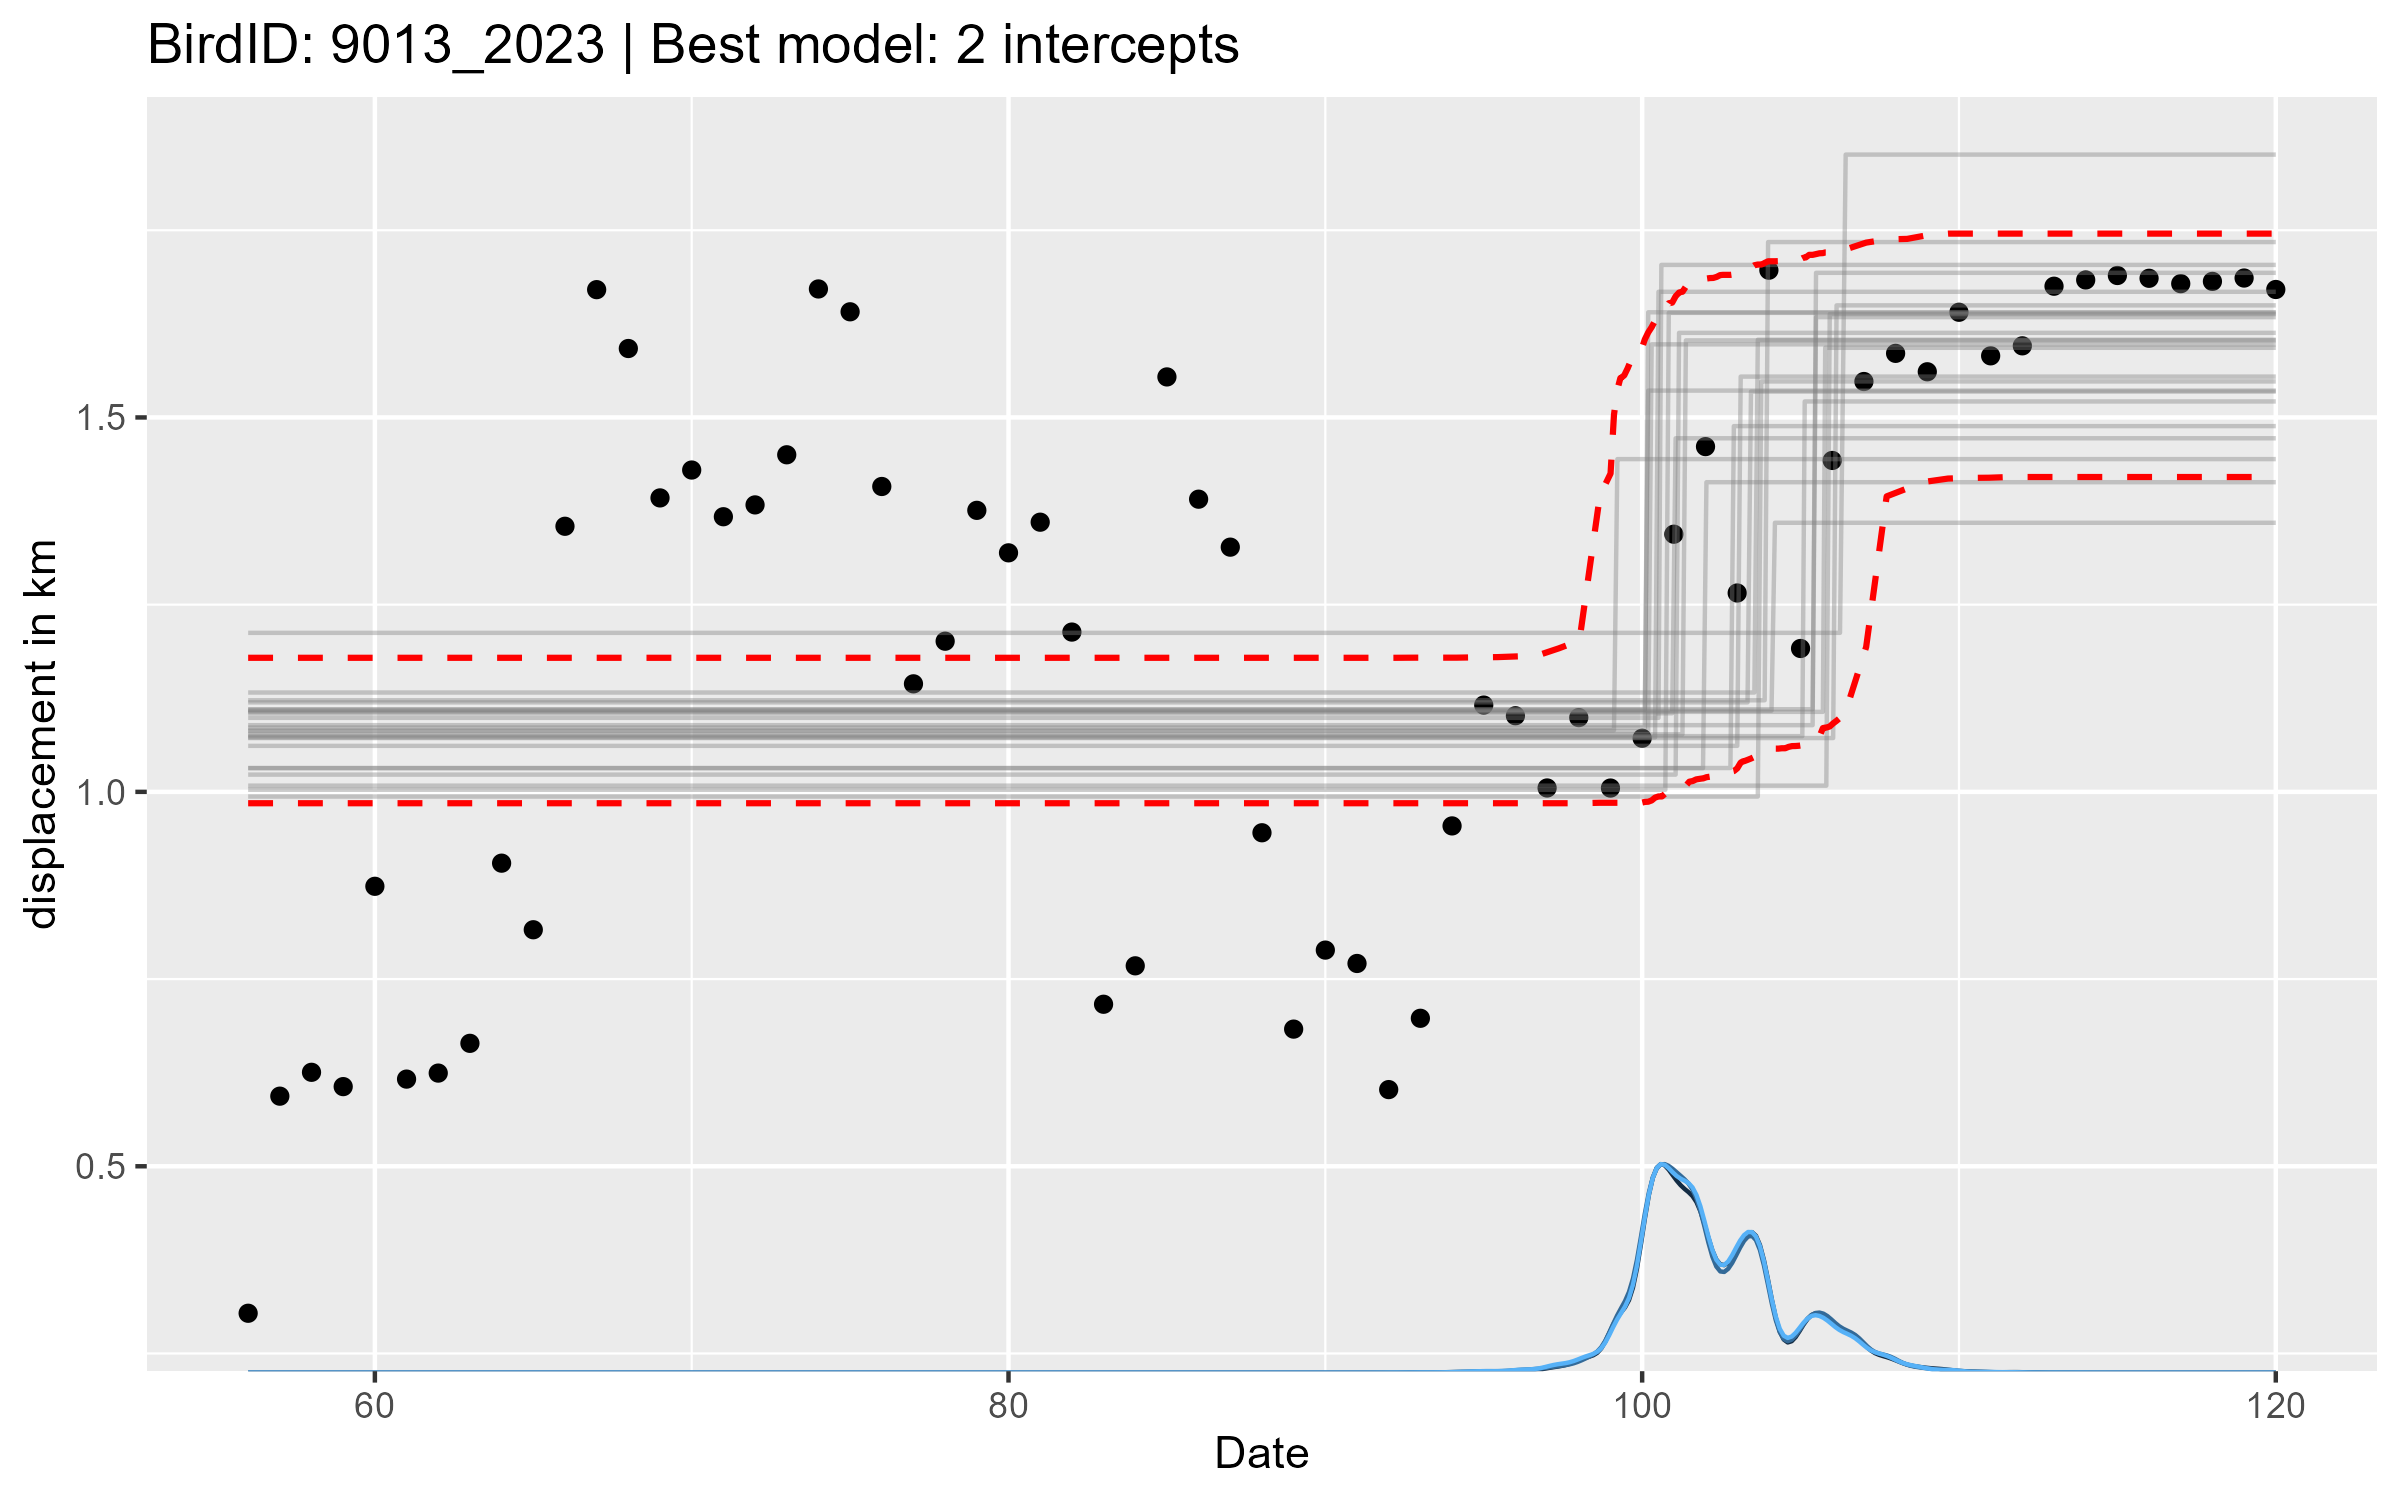 BirdID: 9013_2023 | Best model: 2 intercepts
displacement in km
1.5
1.0
0.5
60
80
100
120
Date